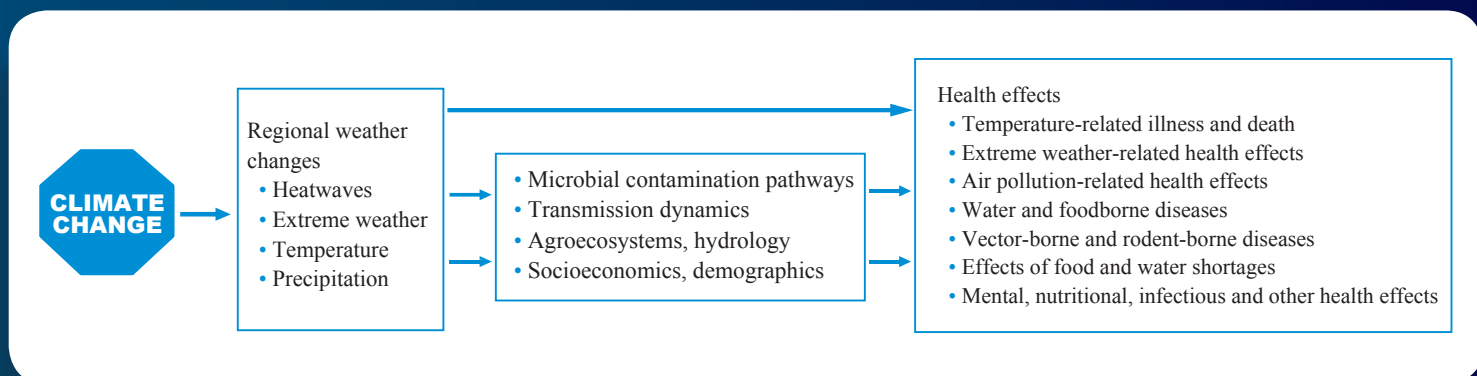 CLIMATE
CHANGE
Regional weather
changes
• Heatwaves
• Extreme weather
• Temperature
• Precipitation
• Microbial contamination pathways
• Transmission dynamics
• Agroecosystems, hydrology
• Socioeconomics, demographics
Health effects
• Temperature-related illness and death
• Extreme weather-related health effects
• Air pollution-related health effects
• Water and foodborne diseases
• Vector-borne and rodent-borne diseases
• Effects of food and water shortages
• Mental, nutritional, infectious and other health effects